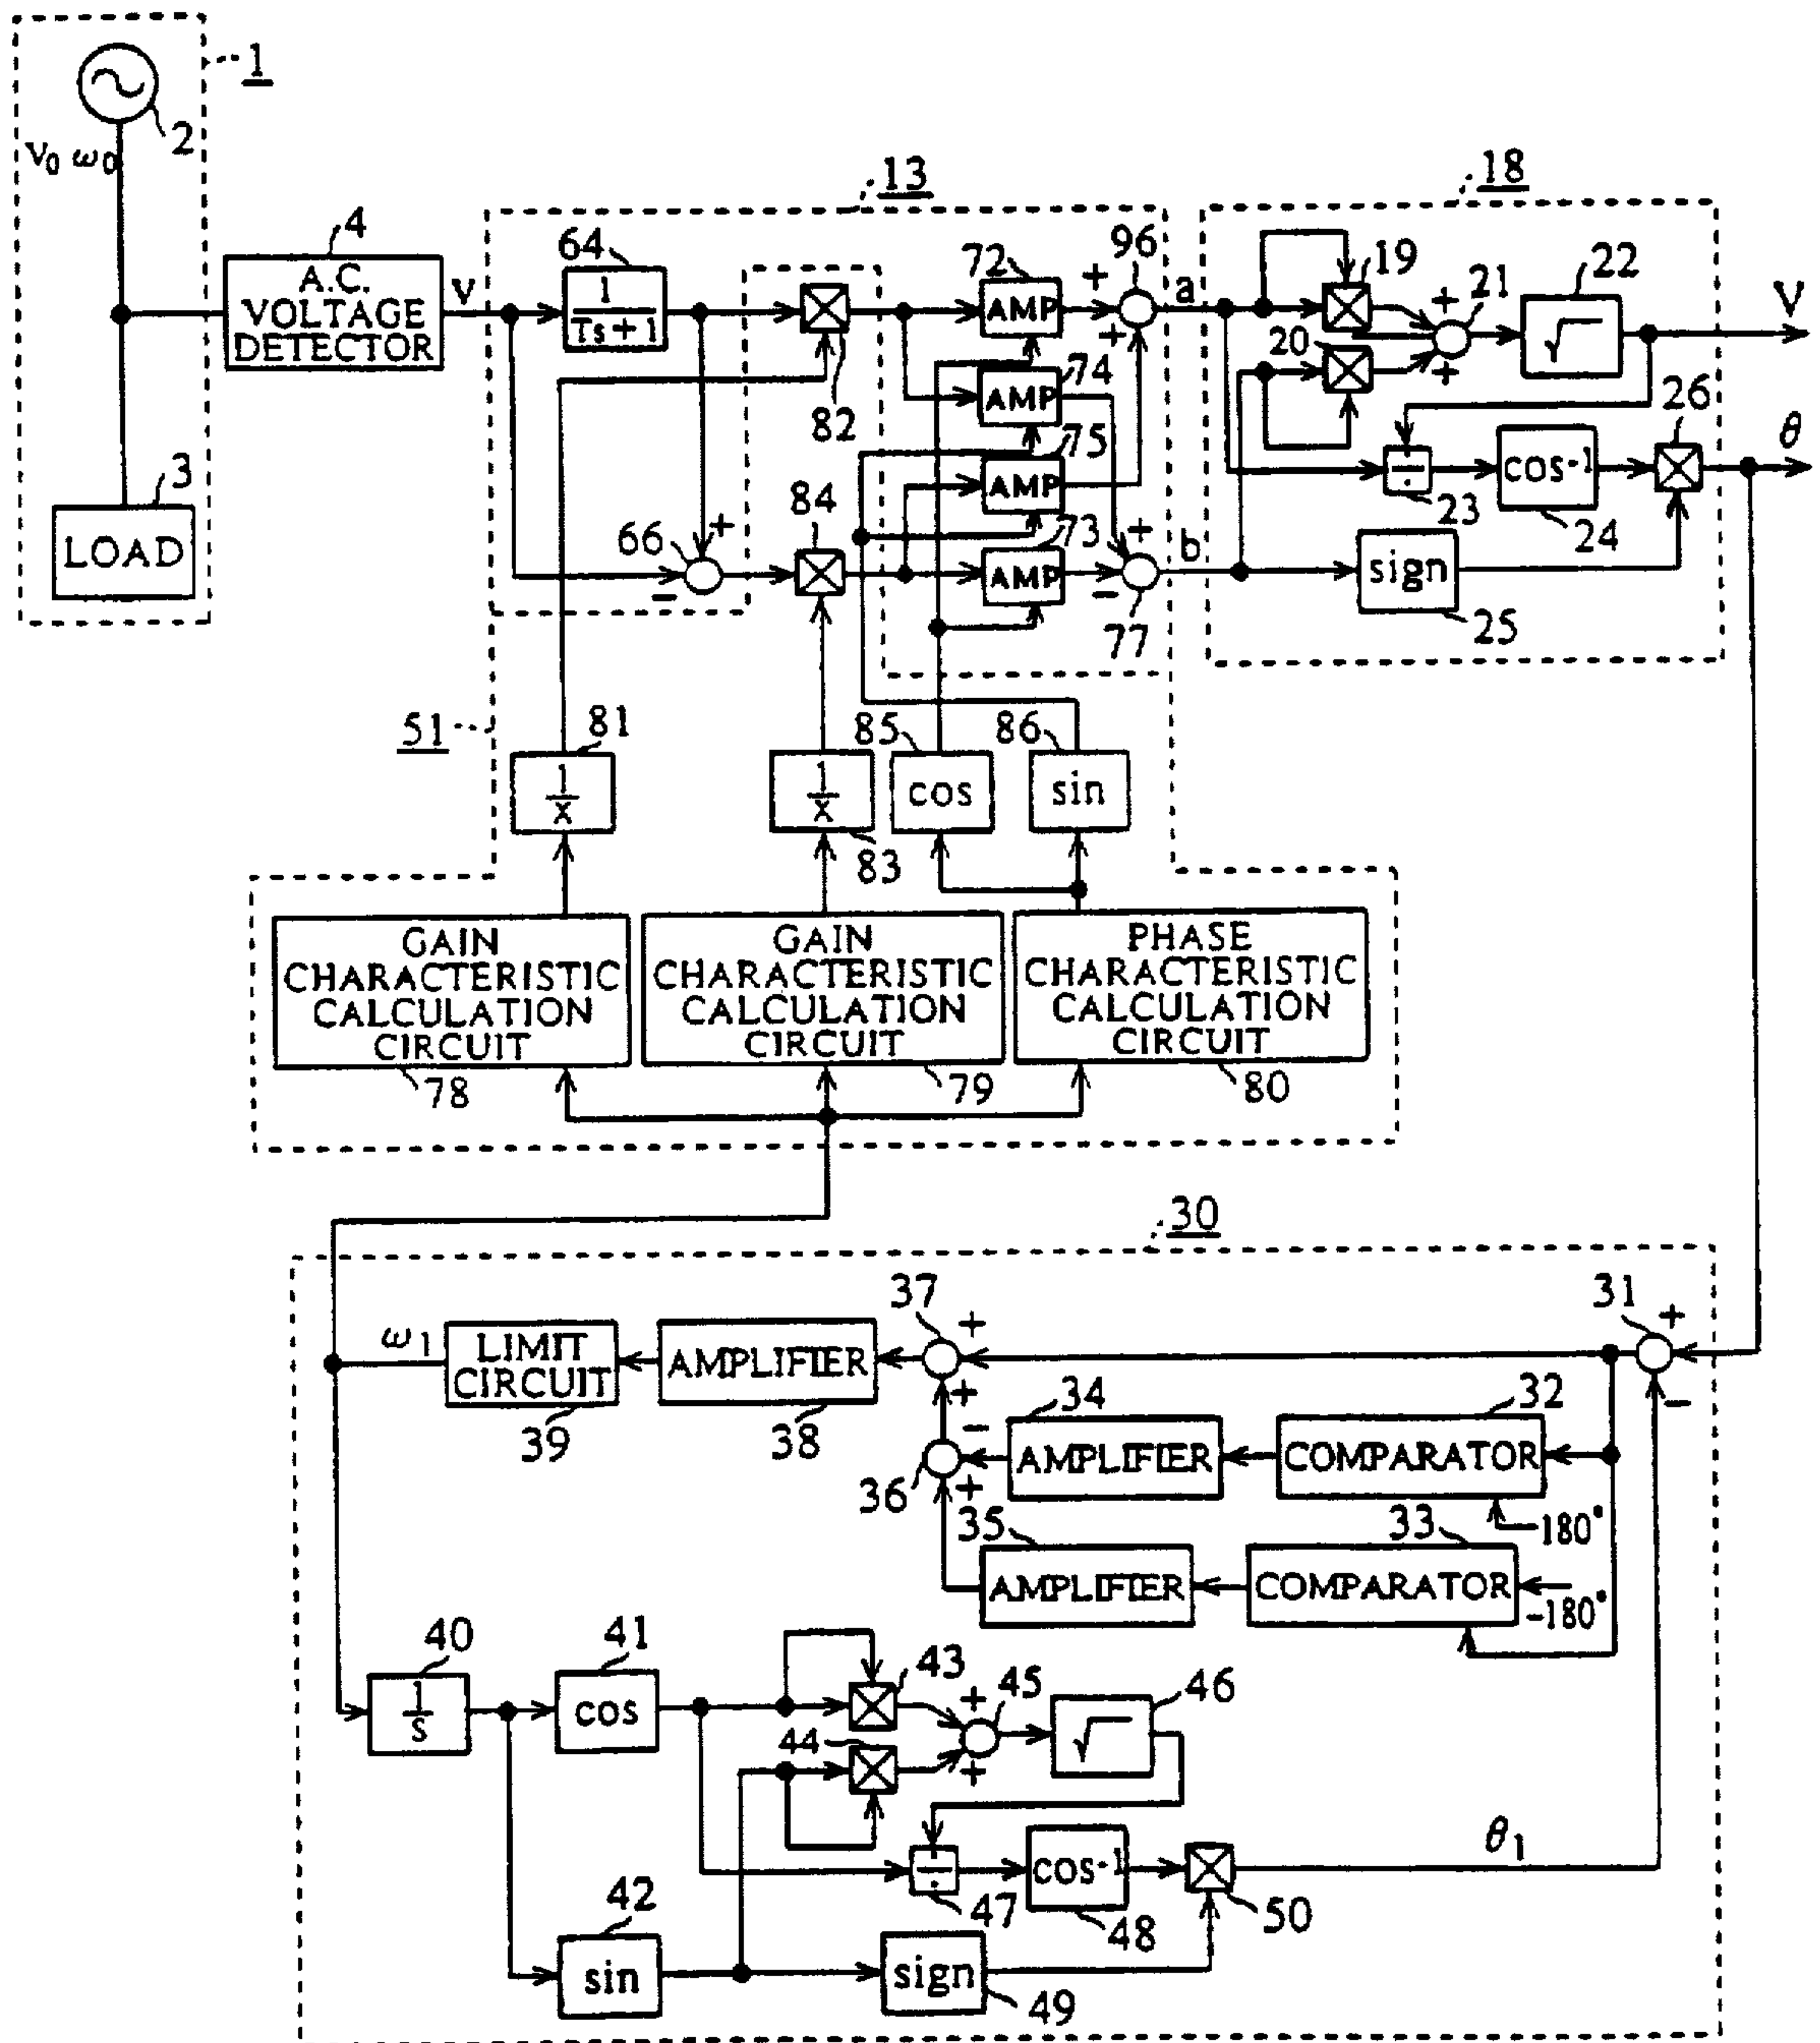 1
2
V₀ ω₀
3
LOAD
4
A.C.
VOLTAGE
DETECTOR
v
13
64
1
Ts+1
82
66
+
−
84
72
AMP
74
AMP
75
AMP
73
AMP
96
+
+
a
+
−
b
77
18
19
20
21
+
+
22
√
V
23
÷
24
cos⁻¹
26
θ
sign
25
51
81
1
x
1
x
83
85
cos
86
sin
GAIN
CHARACTERISTIC
CALCULATION
CIRCUIT
78
GAIN
CHARACTERISTIC
CALCULATION
CIRCUIT
79
PHASE
CHARACTERISTIC
CALCULATION
CIRCUIT
80
30
ω₁
LIMIT
CIRCUIT
39
AMPLIFIER
38
37
+
+
31
+
−
34
AMPLIFIER
32
COMPARATOR
180°
36
−
+
35
AMPLIFIER
33
COMPARATOR
-180°
40
1
s
41
cos
43
44
+
+
45
46
√
÷
47
cos⁻¹
48
50
θ₁
42
sin
sign
49